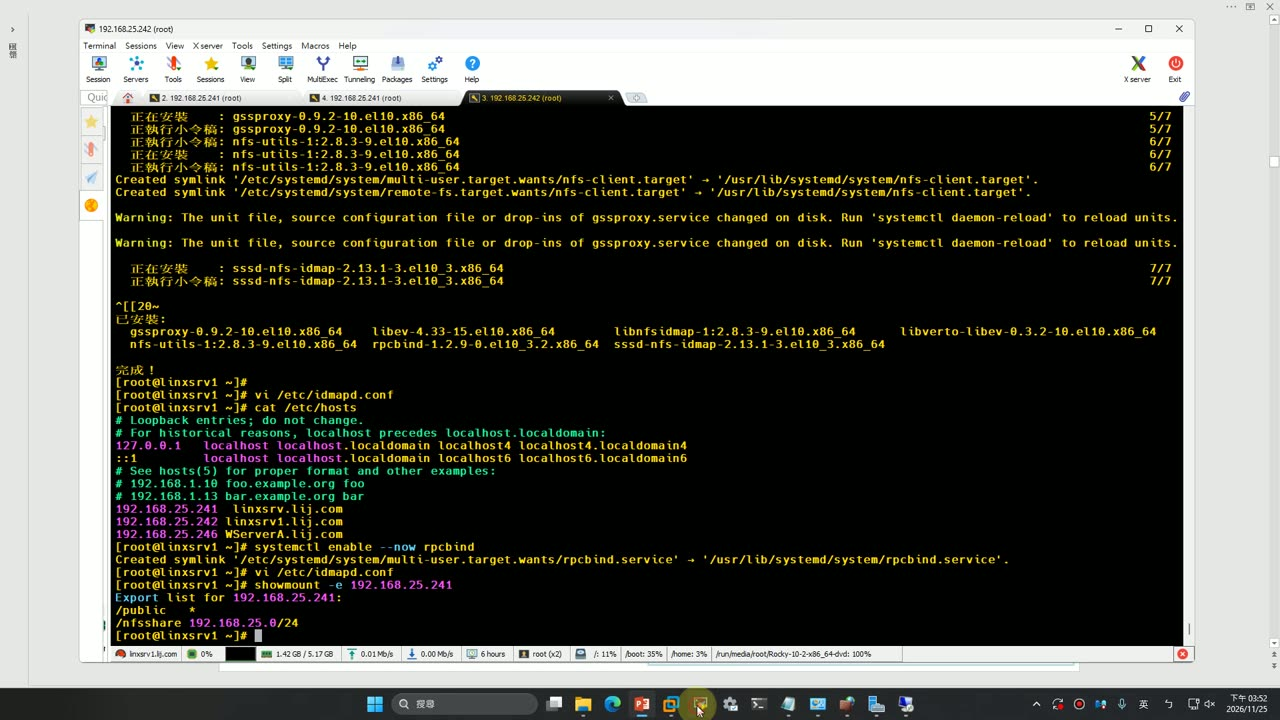 192.168.25.242 (root)
Terminal Sessions View X server Tools Settings Macros Help
Session Servers Tools Sessions View Split MultiExec Tunneling Packages Settings Help X server Exit
Quic 2. 192.168.25.241 (root) 4. 192.168.25.241 (root) 3. 192.168.25.242 (root)
正在安裝 : gssproxy-0.9.2-10.el10.x86_64 5/7
正執行小令稿: gssproxy-0.9.2-10.el10.x86_64 5/7
正執行小令稿: nfs-utils-1:2.8.3-9.el10.x86_64 6/7
正在安裝 : nfs-utils-1:2.8.3-9.el10.x86_64 6/7
正執行小令稿: nfs-utils-1:2.8.3-9.el10.x86_64 6/7
Created symlink '/etc/systemd/system/multi-user.target.wants/nfs-client.target' → '/usr/lib/systemd/system/nfs-client.target'.
Created symlink '/etc/systemd/system/remote-fs.target.wants/nfs-client.target' → '/usr/lib/systemd/system/nfs-client.target'.
Warning: The unit file, source configuration file or drop-ins of gssproxy.service changed on disk. Run 'systemctl daemon-reload' to reload units.
Warning: The unit file, source configuration file or drop-ins of gssproxy.service changed on disk. Run 'systemctl daemon-reload' to reload units.
正在安裝 : sssd-nfs-idmap-2.13.1-3.el10_3.x86_64 7/7
正執行小令稿: sssd-nfs-idmap-2.13.1-3.el10_3.x86_64 7/7
^[[20~
已安裝:
gssproxy-0.9.2-10.el10.x86_64 libev-4.33-15.el10.x86_64 libnfsidmap-1:2.8.3-9.el10.x86_64 libverto-libev-0.3.2-10.el10.x86_64
nfs-utils-1:2.8.3-9.el10.x86_64 rpcbind-1.2.9-0.el10_3.2.x86_64 sssd-nfs-idmap-2.13.1-3.el10_3.x86_64
完成！
[root@linxsrv1 ~]#
[root@linxsrv1 ~]# vi /etc/idmapd.conf
[root@linxsrv1 ~]# cat /etc/hosts
# Loopback entries; do not change.
# For historical reasons, localhost precedes localhost.localdomain:
127.0.0.1 localhost localhost.localdomain localhost4 localhost4.localdomain4
::1 localhost localhost.localdomain localhost6 localhost6.localdomain6
# See hosts(5) for proper format and other examples:
# 192.168.1.10 foo.example.org foo
# 192.168.1.13 bar.example.org bar
192.168.25.241 linxsrv.lij.com
192.168.25.242 linxsrv1.lij.com
192.168.25.246 WServerA.lij.com
[root@linxsrv1 ~]# systemctl enable --now rpcbind
Created symlink '/etc/systemd/system/multi-user.target.wants/rpcbind.service' → '/usr/lib/systemd/system/rpcbind.service'.
[root@linxsrv1 ~]# vi /etc/idmapd.conf
[root@linxsrv1 ~]# showmount -e 192.168.25.241
Export list for 192.168.25.241:
/public *
/nfsshare 192.168.25.0/24
[root@linxsrv1 ~]#
linxsrv1.lij.com 0% 1.42 GB / 5.17 GB 0.01 Mb/s 0.00 Mb/s 6 hours root (x2) /: 11% /boot: 35% /home: 3% /run/media/root/Rocky-10-2-x86_64-dvd: 100%
搜尋 英 下午 03:52
2026/11/25